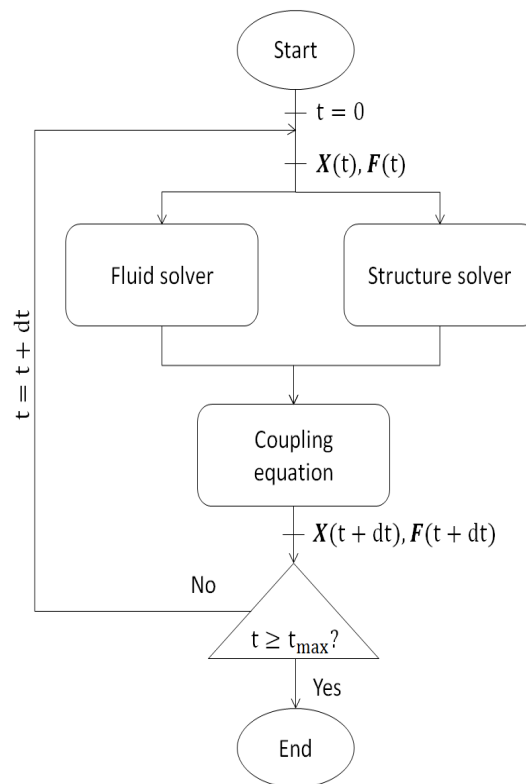 Start
t = 0
X(t), F(t)
Fluid solver
Structure solver
t = t + dt
Coupling
equation
X(t + dt), F(t + dt)
No
t ≥ tmax?
Yes
End